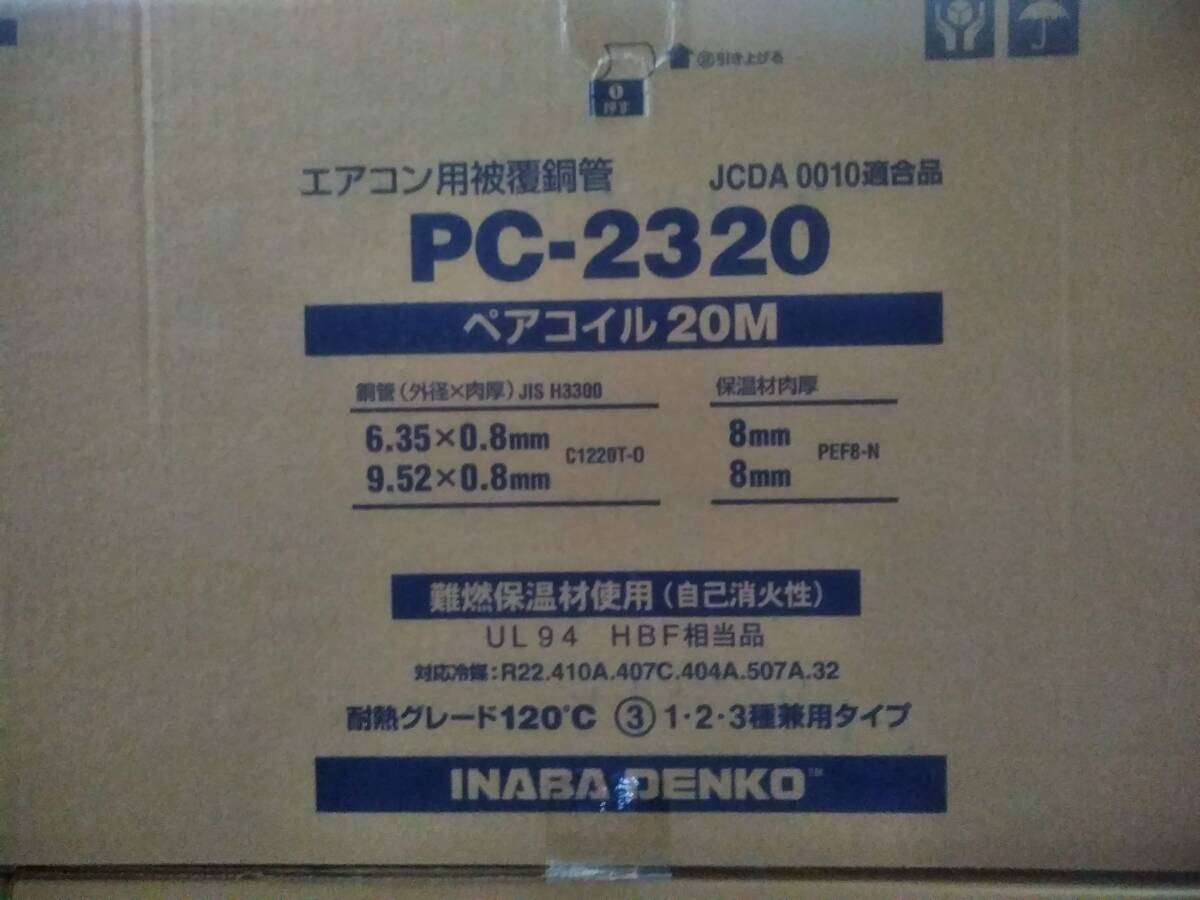 引き上げる
①
押す
エアコン用被覆銅管 JCDA 0010適合品
PC-2320
ペアコイル 20M
銅管(外径×肉厚)JIS H3300 保温材肉厚
6.35×0.8mm 8mm
C1220T-O PEF8-N
9.52×0.8mm 8mm
難燃保温材使用(自己消火性)
UL94 HBF相当品
対応冷媒:R22.410A.407C.404A.507A.32
耐熱グレード120℃ ③ 1・2・3種兼用タイプ
INABA DENKO™